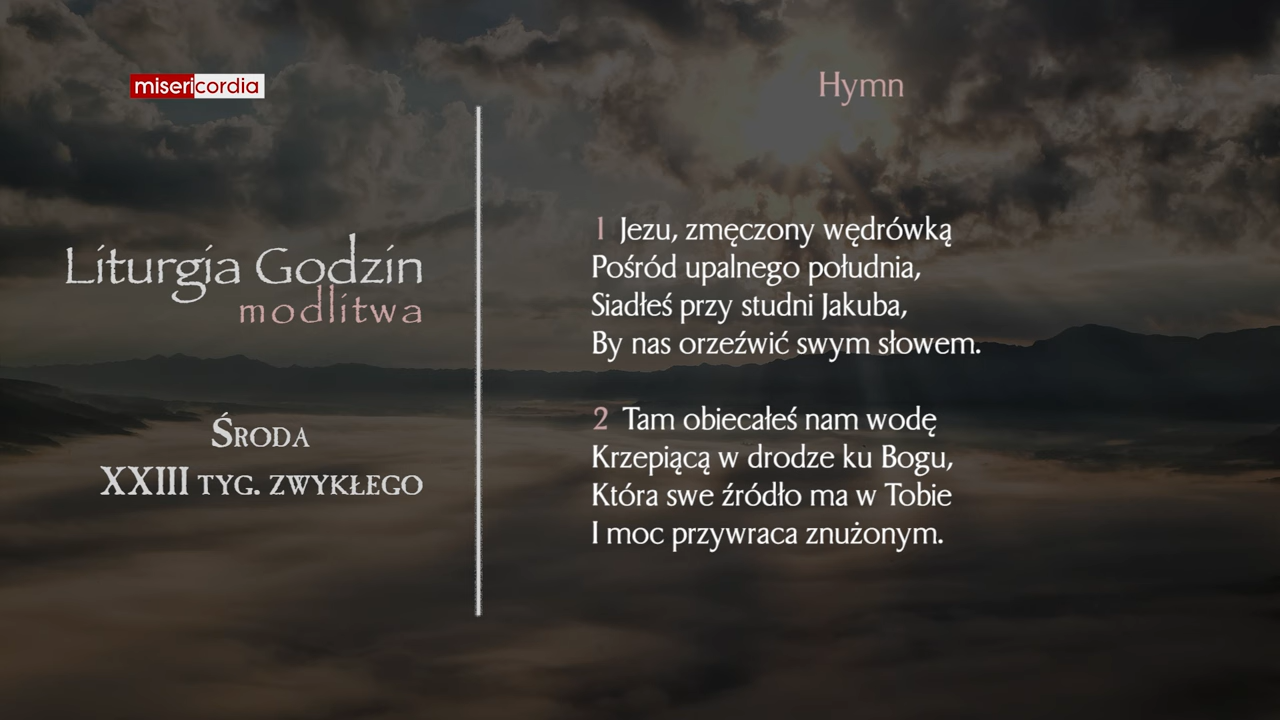 misericordia
Liturgia Godzin
modlitwa
Środa
XXIII tyg. zwykłego
Hymn
1 Jezu, zmęczony wędrówką
Pośród upalnego południa,
Siadłeś przy studni Jakuba,
By nas orzeźwić swym słowem.
2 Tam obiecałeś nam wodę
Krzepiącą w drodze ku Bogu,
Która swe źródło ma w Tobie
I moc przywraca znużonym.